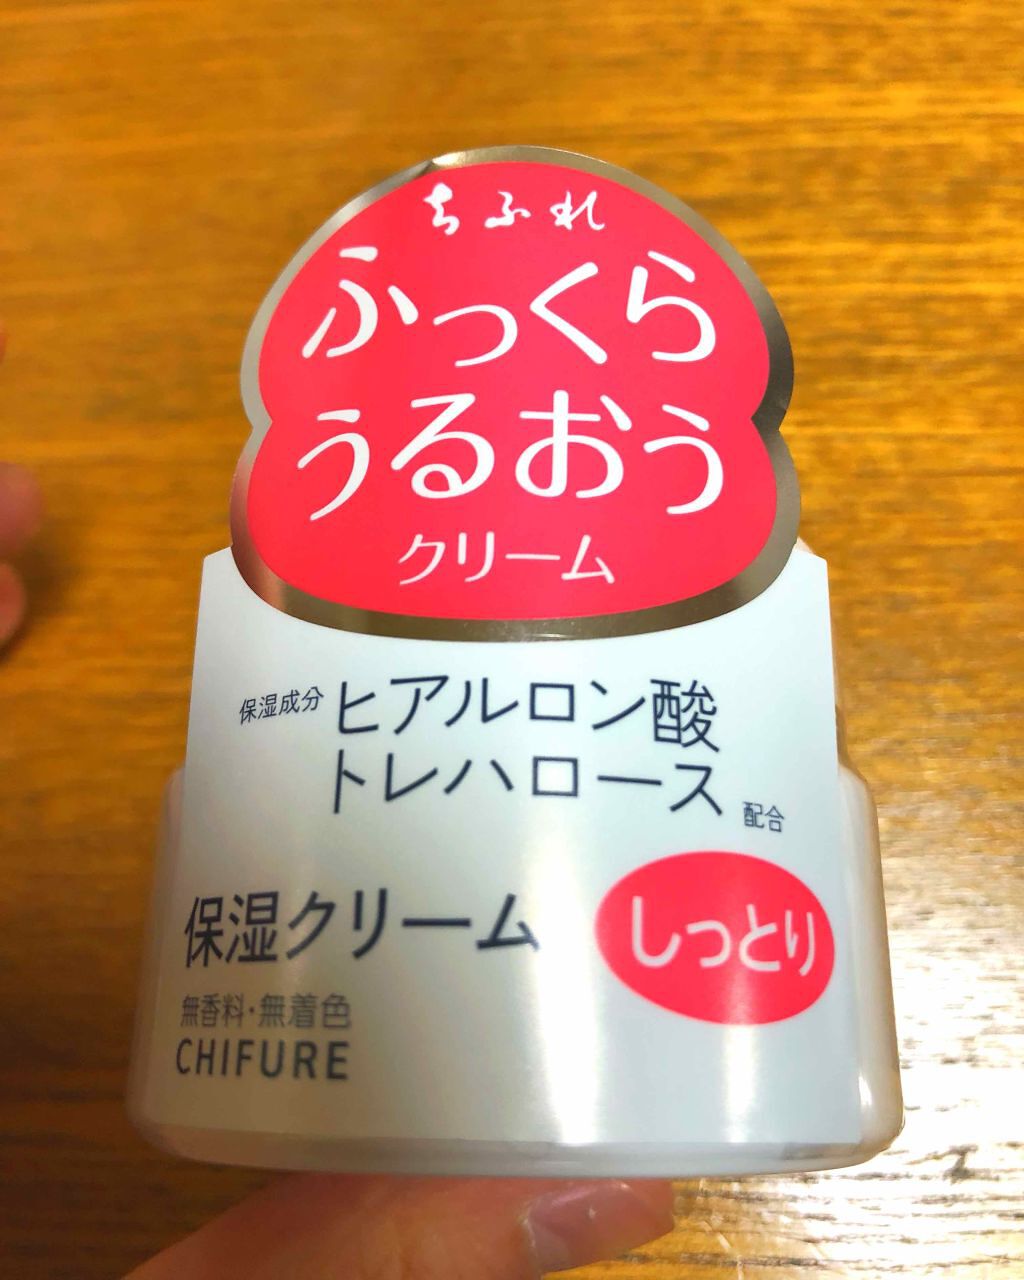 ちふれ
ふっくら
うるおう
クリーム
保湿成分 ヒアルロン酸
トレハロース 配合
保湿クリーム
しっとり
無香料・無着色
CHIFURE